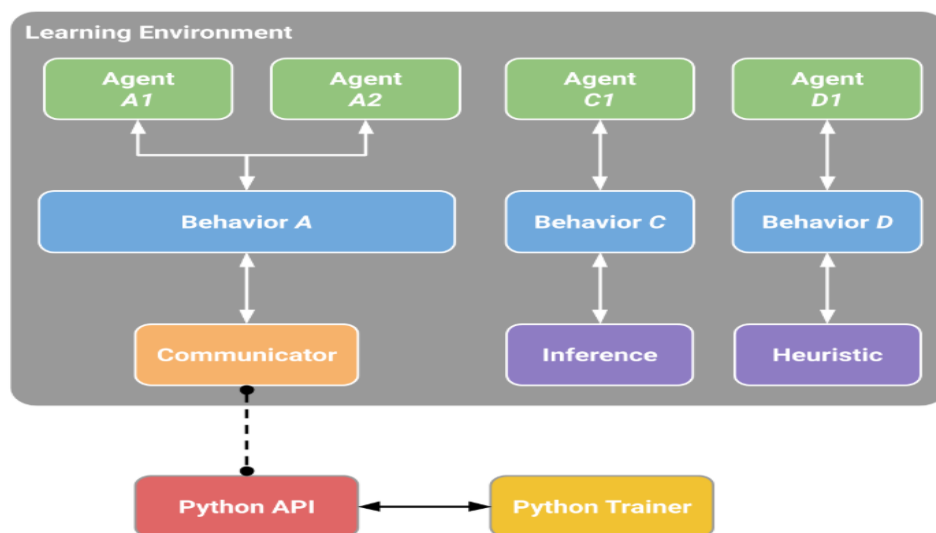 Learning Environment
Agent
A1
Agent
A2
Agent
C1
Agent
D1
Behavior A
Behavior C
Behavior D
Communicator
Inference
Heuristic
Python API
Python Trainer